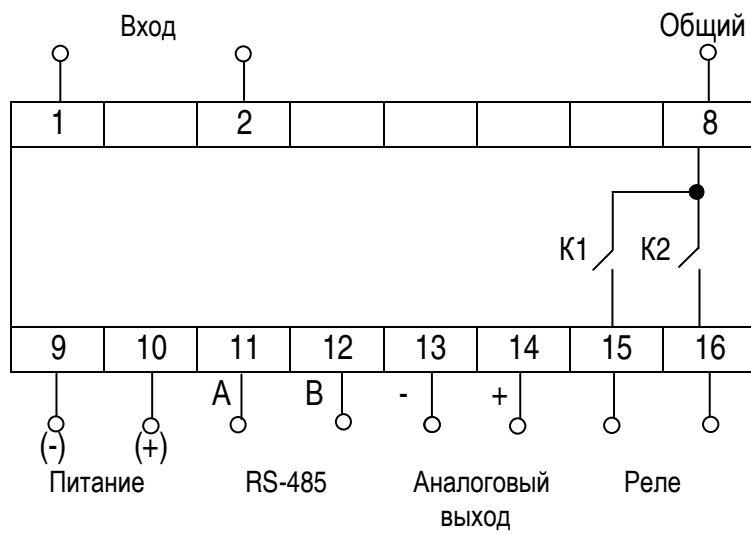 Вход
Общий
1 2 8
К1 К2
9 10 11 12 13 14 15 16
А В - +
(-) (+)
Питание RS-485 Аналоговый выход Реле